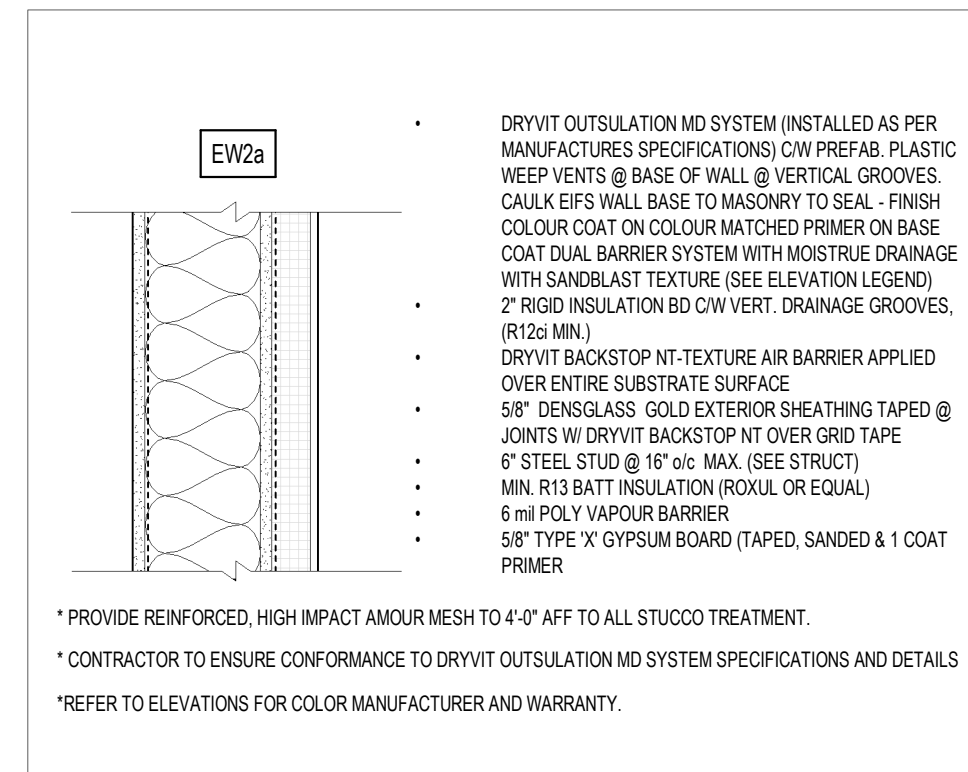 EW2a
• DRYVIT OUTSULATION MD SYSTEM (INSTALLED AS PER
MANUFACTURES SPECIFICATIONS) C/W PREFAB. PLASTIC
WEEP VENTS @ BASE OF WALL @ VERTICAL GROOVES.
CAULK EIFS WALL BASE TO MASONRY TO SEAL - FINISH
COLOUR COAT ON COLOUR MATCHED PRIMER ON BASE
COAT DUAL BARRIER SYSTEM WITH MOISTRUE DRAINAGE
WITH SANDBLAST TEXTURE (SEE ELEVATION LEGEND)
• 2" RIGID INSULATION BD C/W VERT. DRAINAGE GROOVES,
(R12ci MIN.)
• DRYVIT BACKSTOP NT-TEXTURE AIR BARRIER APPLIED
OVER ENTIRE SUBSTRATE SURFACE
• 5/8" DENSGLASS GOLD EXTERIOR SHEATHING TAPED @
JOINTS W/ DRYVIT BACKSTOP NT OVER GRID TAPE
• 6" STEEL STUD @ 16" o/c MAX. (SEE STRUCT)
• MIN. R13 BATT INSULATION (ROXUL OR EQUAL)
• 6 mil POLY VAPOUR BARRIER
• 5/8" TYPE 'X' GYPSUM BOARD (TAPED, SANDED & 1 COAT
PRIMER
* PROVIDE REINFORCED, HIGH IMPACT AMOUR MESH TO 4'-0" AFF TO ALL STUCCO TREATMENT.
* CONTRACTOR TO ENSURE CONFORMANCE TO DRYVIT OUTSULATION MD SYSTEM SPECIFICATIONS AND DETAILS
*REFER TO ELEVATIONS FOR COLOR MANUFACTURER AND WARRANTY.